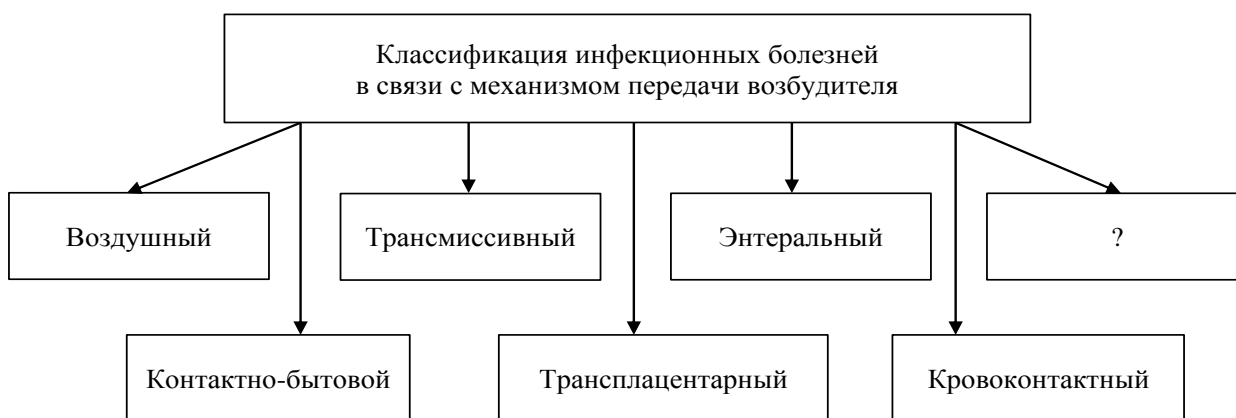 Классификация инфекционных болезней
в связи с механизмом передачи возбудителя
Воздушный
Трансмиссивный
Энтеральный
?
Контактно-бытовой
Трансплацентарный
Кровоконтактный